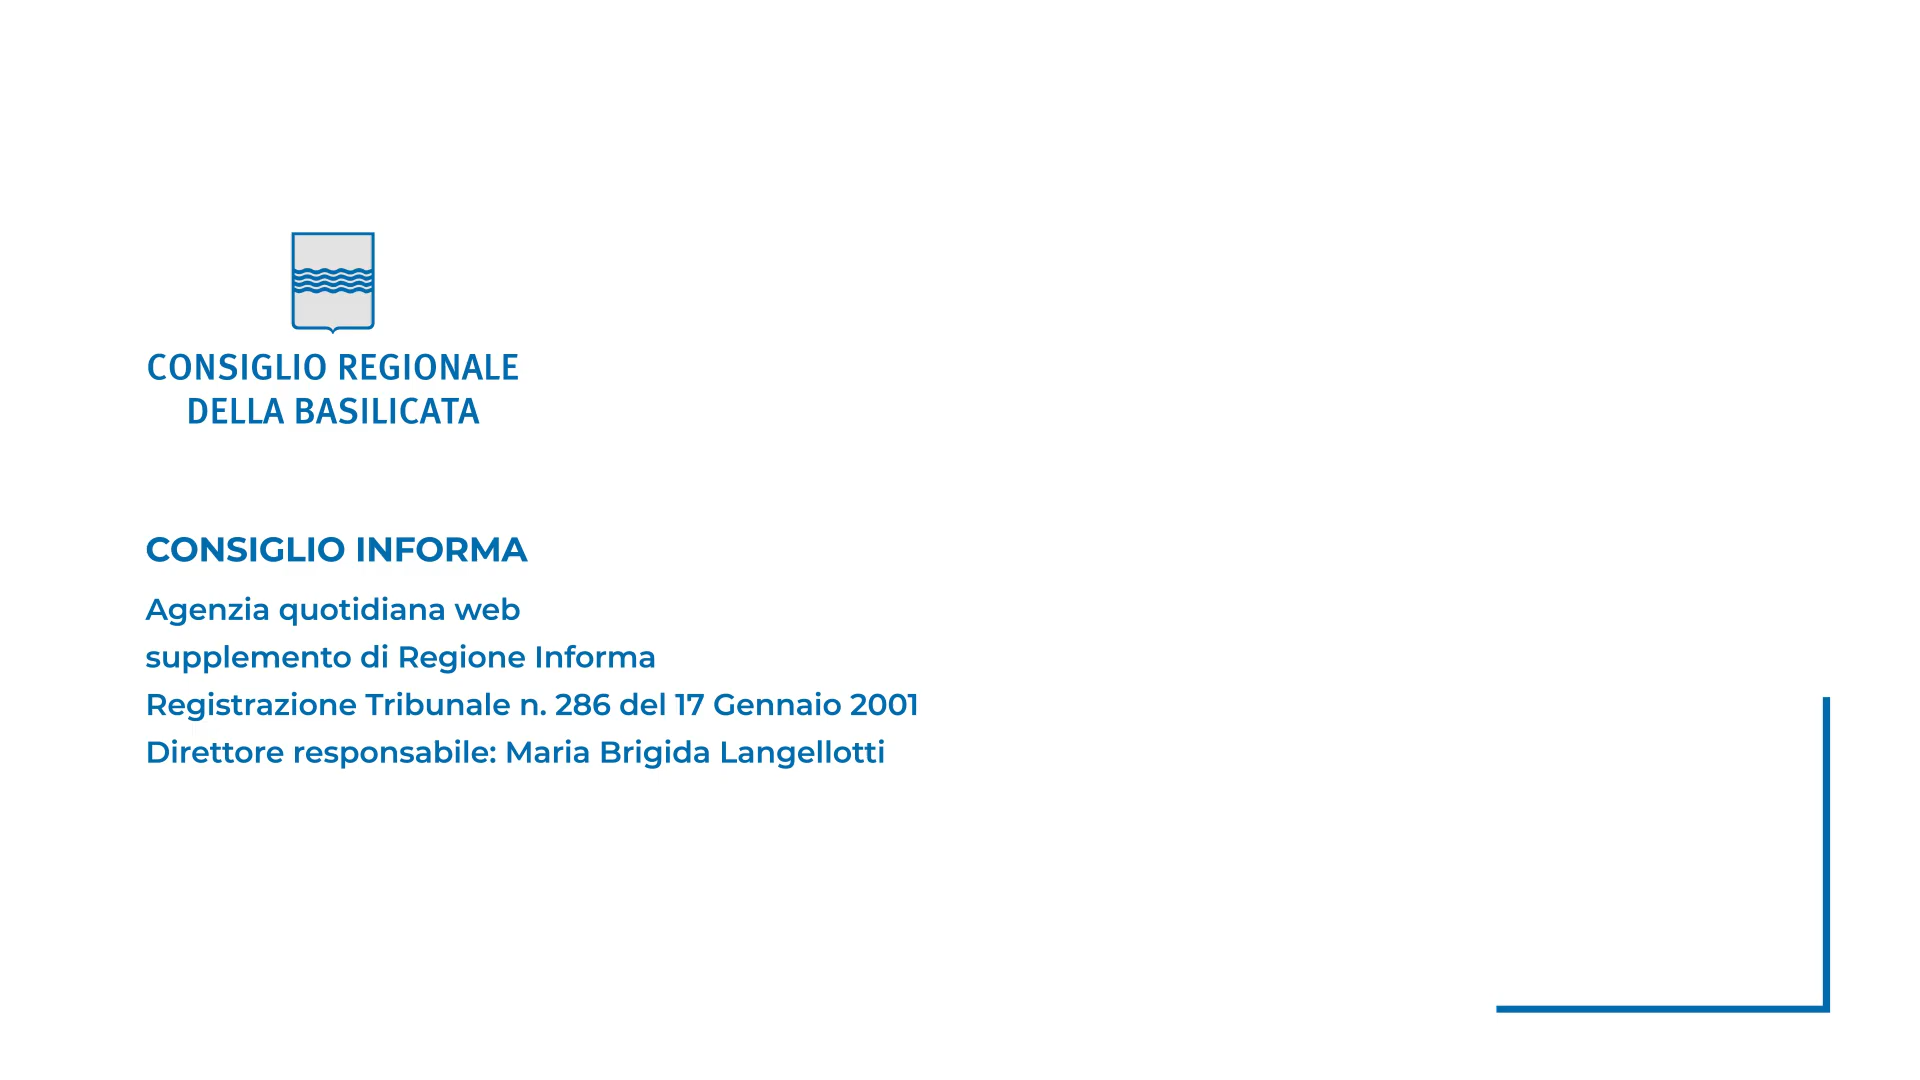 CONSIGLIO REGIONALE
DELLA BASILICATA
CONSIGLIO INFORMA
Agenzia quotidiana web
supplemento di Regione Informa
Registrazione Tribunale n. 286 del 17 Gennaio 2001
Direttore responsabile: Maria Brigida Langellotti